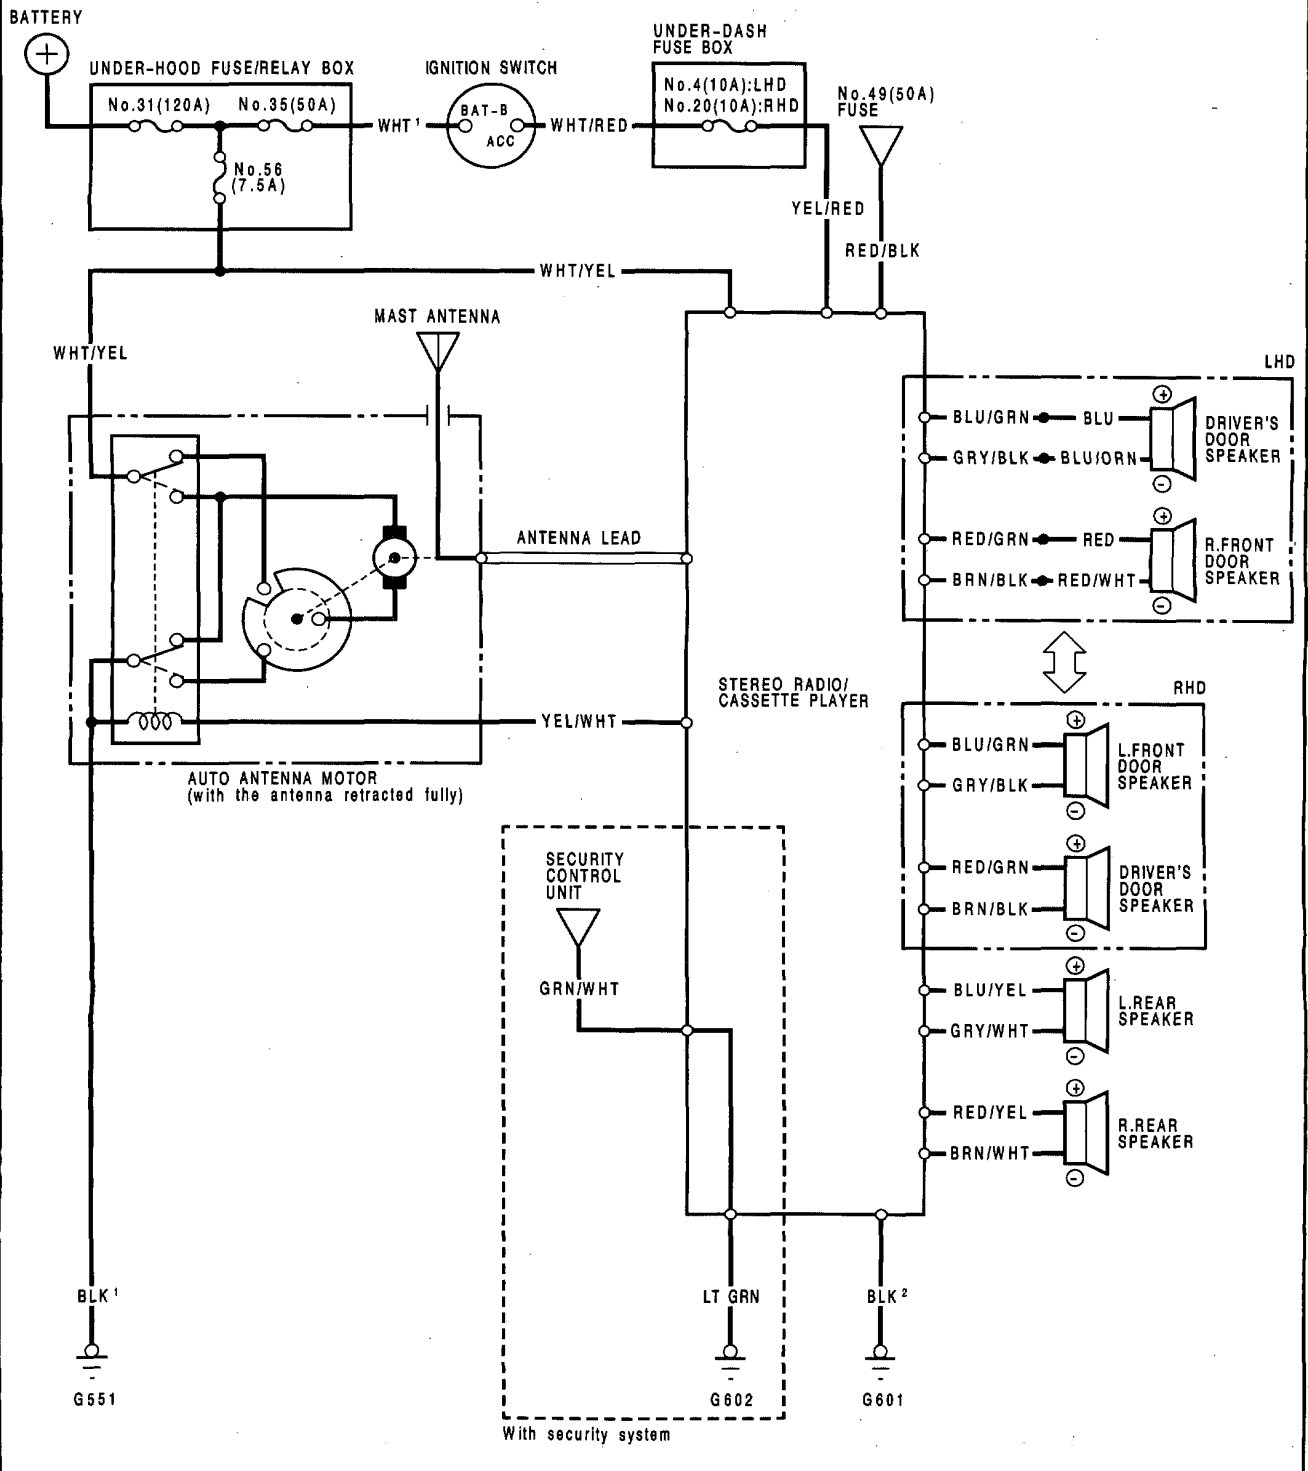 BATTERY
+
UNDER-HOOD FUSE/RELAY BOX
No.31(120A)
No.35(50A)
No.56
(7.5A)
WHT¹
IGNITION SWITCH
BAT-B
ACC
WHT/RED
UNDER-DASH
FUSE BOX
No.4(10A):LHD
No.20(10A):RHD
No.49(50A)
FUSE
YEL/RED
RED/BLK
WHT/YEL
MAST ANTENNA
WHT/YEL
LHD
BLU/GRN
BLU
+
GRY/BLK
BLU/ORN
-
DRIVER'S
DOOR
SPEAKER
RED/GRN
RED
+
BRN/BLK
RED/WHT
-
R.FRONT
DOOR
SPEAKER
ANTENNA LEAD
STEREO RADIO/
CASSETTE PLAYER
YEL/WHT
AUTO ANTENNA MOTOR
(with the antenna retracted fully)
RHD
+
BLU/GRN
GRY/BLK
-
L.FRONT
DOOR
SPEAKER
+
RED/GRN
BRN/BLK
-
DRIVER'S
DOOR
SPEAKER
SECURITY
CONTROL
UNIT
GRN/WHT
+
BLU/YEL
GRY/WHT
-
L.REAR
SPEAKER
+
RED/YEL
BRN/WHT
-
R.REAR
SPEAKER
BLK¹
LT GRN
BLK²
G551
G602
G601
With security system